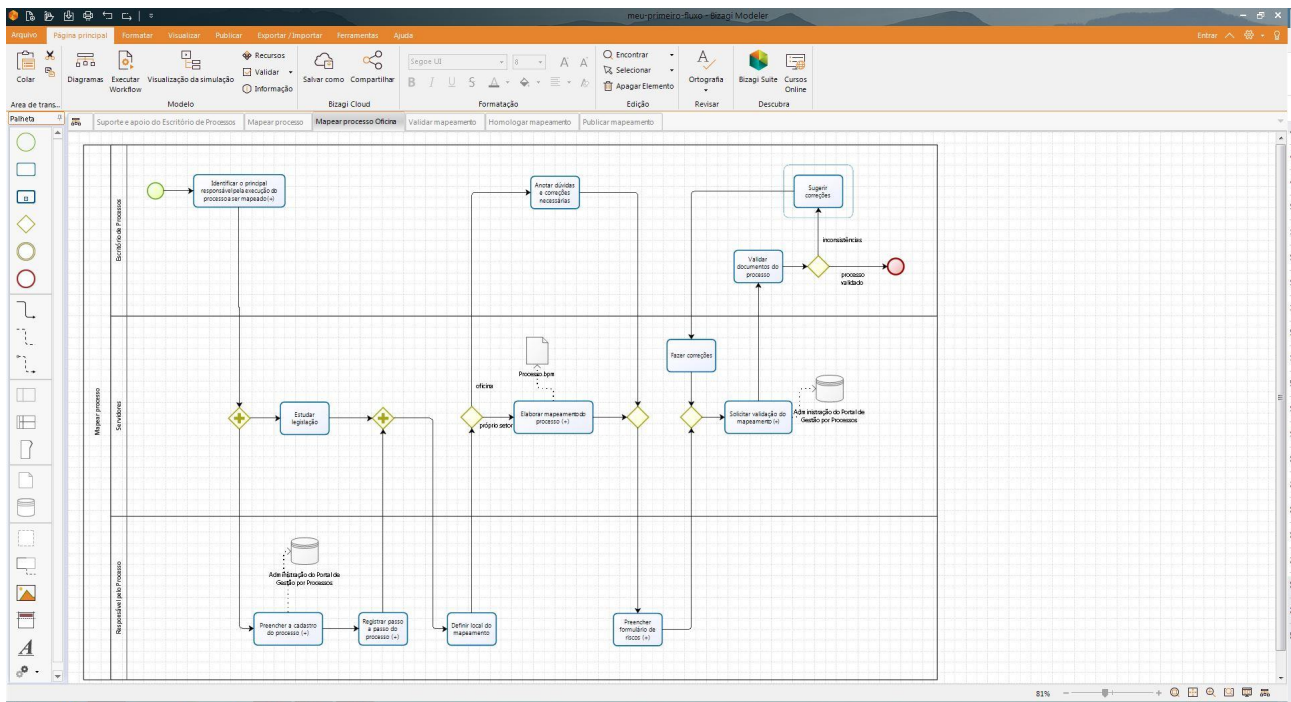 meu-primeiro-fluxo - Bizagi Modeler
Arquivo Página principal Formatar Visualizar Publicar Exportar / Importar Ferramentas Ajuda Entrar
Colar
Area de trans...
Diagramas
Executar
Workflow
Visualização da simulação
Recursos
Validar
Informação
Modelo
Salvar como
Compartilhar
Bizagi Cloud
Segoe UI 8 A A
B I U S A
Formatação
Encontrar
Selecionar
Apagar Elemento
Edição
Ortografia
Revisar
Bizagi Suite
Cursos
Online
Descubra
Palheta
Suporte e apoio do Escritório de Processos
Mapear processo
Mapear processo Oficina
Validar mapeamento
Homologar mapeamento
Publicar mapeamento
Mapear processo
Escritório de Processos
Identificar o principal
responsável pela execução do
processo a ser mapeado (+)
Anotar dúvidas
e correções
necessárias
Sugerir
correções
inconsistências
Validar
documentos do
processo
processo
validado
Servidores
Estudar
legislação
oficina
próprio setor
Processo.bpm
Elaborar mapeamento do
processo (+)
Fazer correções
Solicitar validação do
mapeamento (+)
Administração do Portal de
Gestão por Processos
Responsável pelo Processo
Administração do Portal de
Gestão por Processos
Preencher a cadastro
do processo (+)
Registrar passo
a passo do
processo (+)
Definir local do
mapeamento
Preencher
formulário de
riscos (+)
A
81%